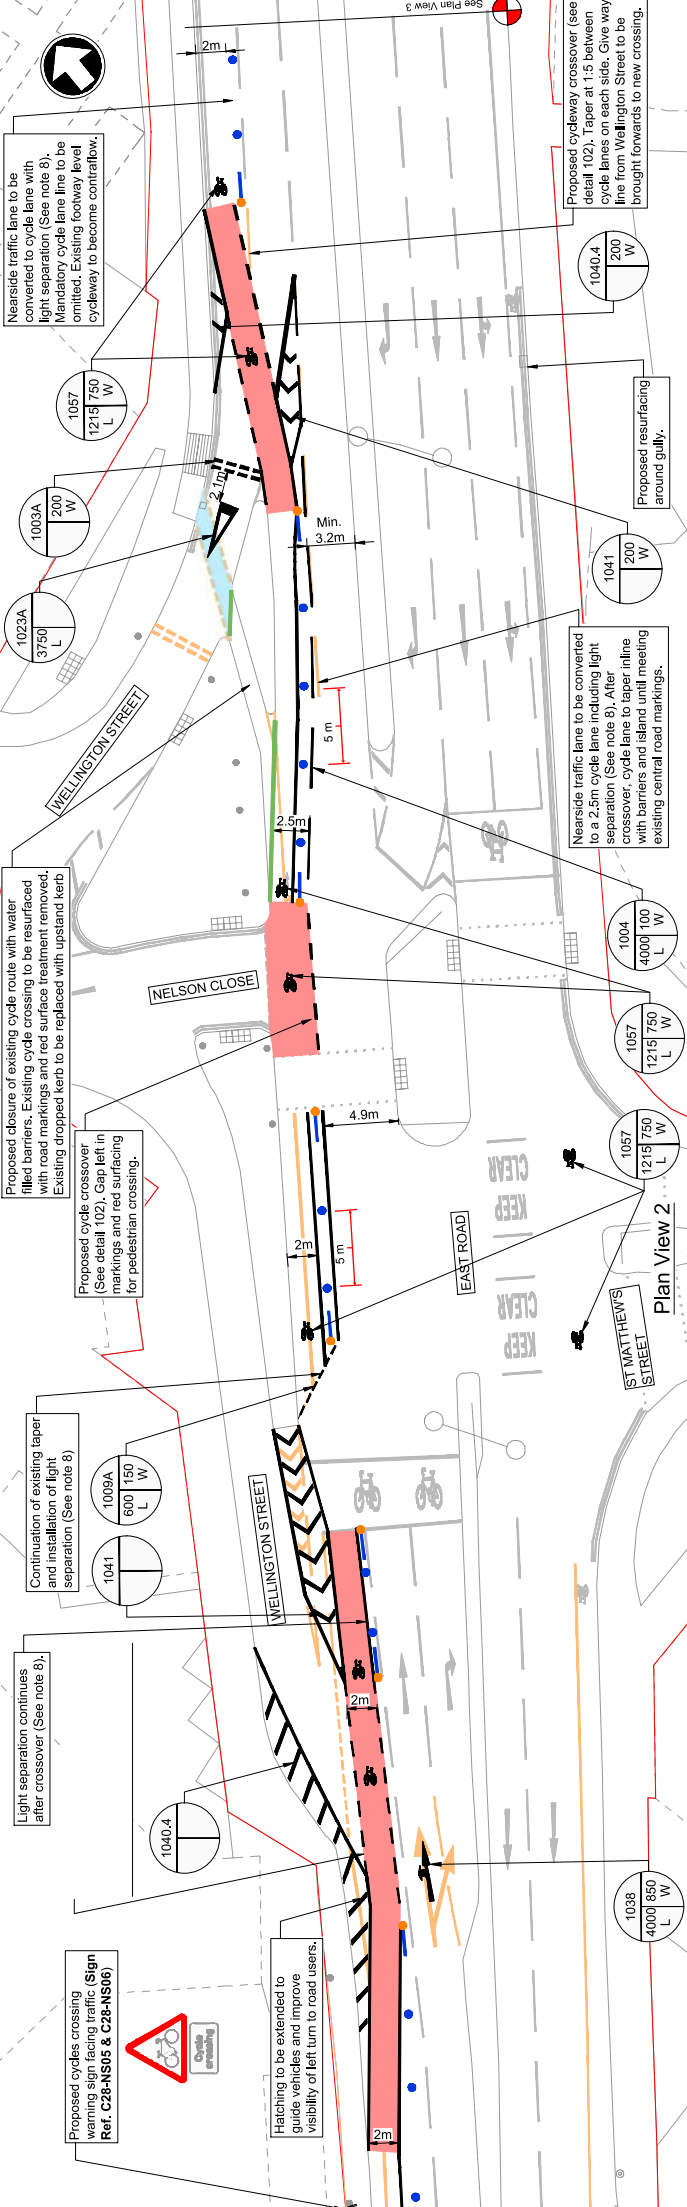 See Plan View 3
2m
Nearside traffic lane to be
converted to cycle lane with
light separation (See note 8).
Mandatory cycle lane line to be
omitted. Existing footway level
cycleway to become contraflow.
Proposed cycleway crossover (see
detail 102). Taper at 1:5 between
cycle lanes on each side. Give way
line from Wellington Street to be
brought forwards to new crossing.
1040.4
200
W
1057
1215 750
L W
Proposed resurfacing
around gully.
1003A
200
W
2.1m
Min.
3.2m
1041
200
W
1023A
3750
L
Nearside traffic lane to be converted
to a 2.5m cycle lane including light
separation (See note 8). After
crossover, cycle lane to taper inline
with barriers and island until meeting
existing central road markings.
WELLINGTON STREET
5 m
2.5m
Proposed closure of existing cycle route with water
filled barriers. Existing cycle crossing to be resurfaced
with road markings and red surface treatment removed.
Existing dropped kerb to be replaced with upstand kerb
1004
4000 100
L W
NELSON CLOSE
1057
1215 750
L W
Proposed cycle crossover
(See detail 102). Gap left in
markings and red surfacing
for pedestrian crossing.
4.9m
1057
1215 750
L W
KEEP
CLEAR
2m
5 m
EAST ROAD
KEEP
CLEAR
Plan View 2
ST MATTHEW'S
STREET
Continuation of existing taper
and installation of light
separation (See note 8)
1009A
600 150
L W
WELLINGTON STREET
1041
Light separation continues
after crossover (See note 8).
2m
1040.4
1038
4000 850
L W
Proposed cycles crossing
warning sign facing traffic (Sign
Ref. C28-NS05 & C28-NS06)
Cycle
crossing
Hatching to be extended to
guide vehicles and improve
visibility of left turn to road users.
2m